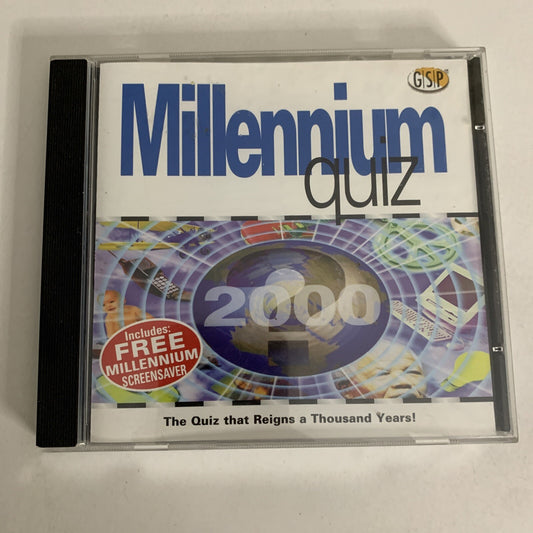 GSP
Millennium
quiz
2000
Includes:
FREE
MILLENNIUM
SCREENSAVER
The Quiz that Reigns a Thousand Years!